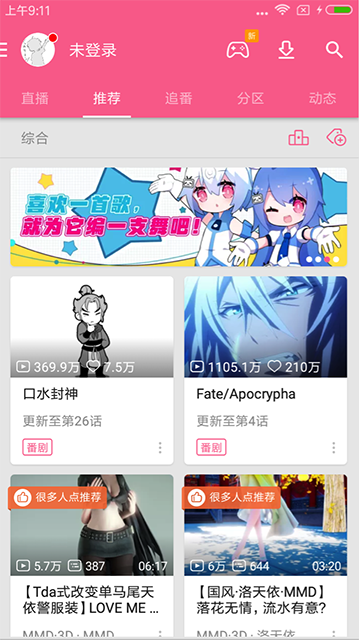 上午9:11
未登录
新
直播 推荐 追番 分区 动态
综合
喜欢一首歌,
就为它编一支舞吧!
369.9万 7.5万
1105.1万 210万
口水封神
Fate/Apocrypha
更新至第26话
更新至第4话
番剧
番剧
很多人点推荐
很多人点推荐
5.7万 387 06:17
6万 644 03:20
【Tda式改变单马尾天
依警服装】LOVE ME ...
【国风·洛天依·MMD】
落花无情,流水有意?
MMD·3D · MMD
MMD·3D · 洛天依